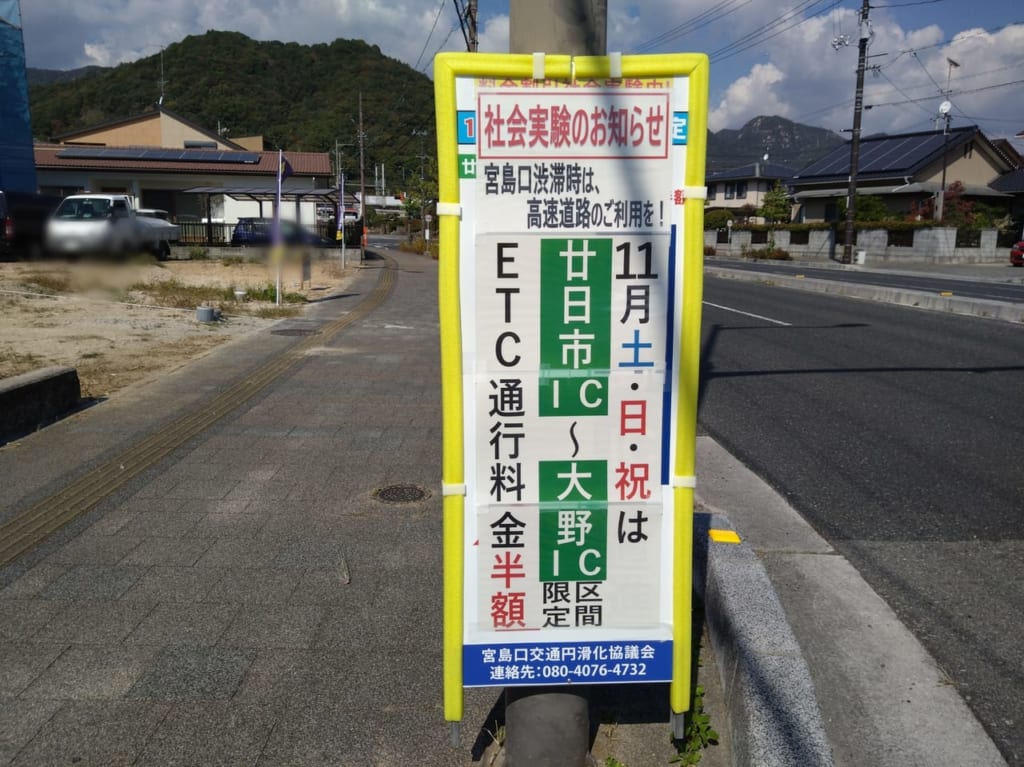 社会実験のお知らせ
宮島口渋滞時は、
高速道路のご利用を！
11月土・日・祝は
廿日市IC～大野IC
区間限定
ETC通行料金半額
宮島口交通円滑化協議会
連絡先：080-4076-4732